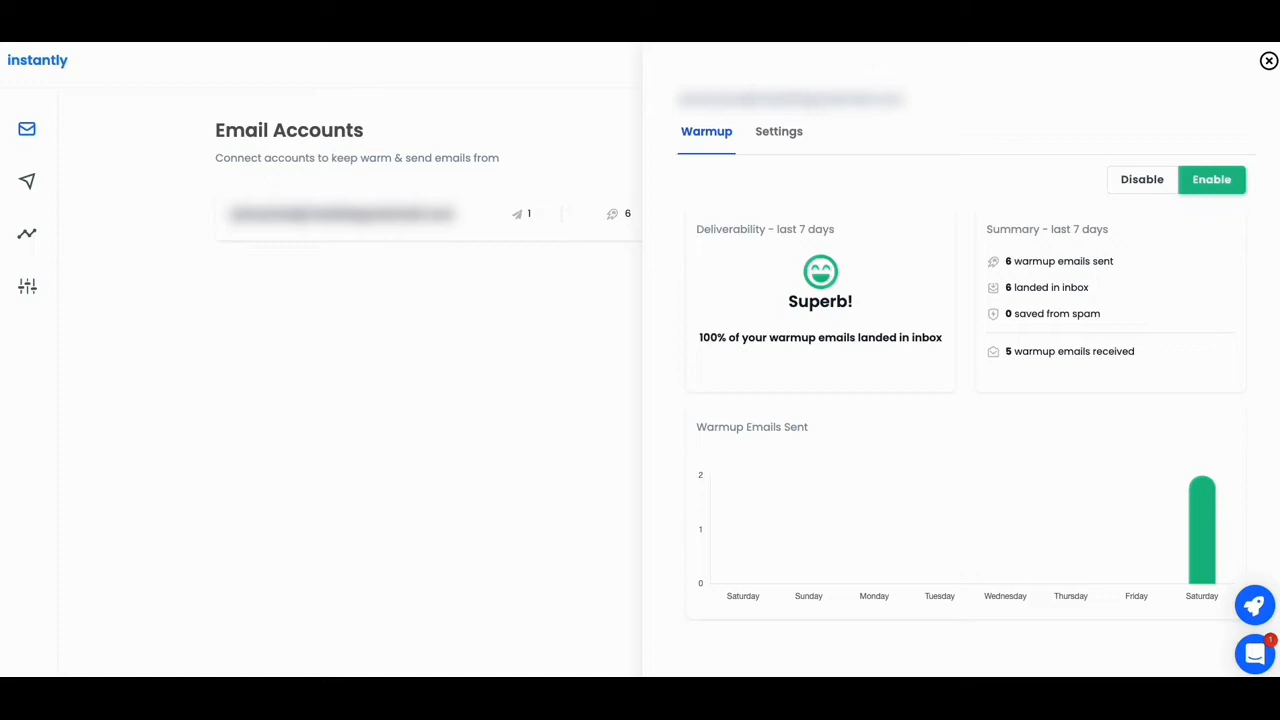 instantly
Email Accounts
Connect accounts to keep warm & send emails from
1
6
Warmup
Settings
Disable
Enable
Deliverability - last 7 days
Superb!
100% of your warmup emails landed in inbox
Summary - last 7 days
6 warmup emails sent
6 landed in inbox
0 saved from spam
5 warmup emails received
Warmup Emails Sent
2
1
0
Saturday Sunday Monday Tuesday Wednesday Thursday Friday Saturday
1